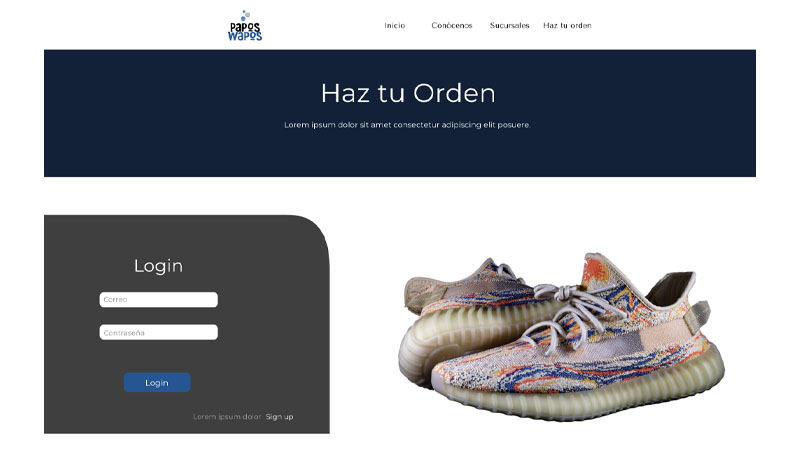 PAPOS
WAPOS
Inicio Conócenos Sucursales Haz tu orden
Haz tu Orden
Lorem ipsum dolor sit amet consectetur adipiscing elit posuere.
Login
Correo
Contraseña
Login
Lorem ipsum dolor Sign up